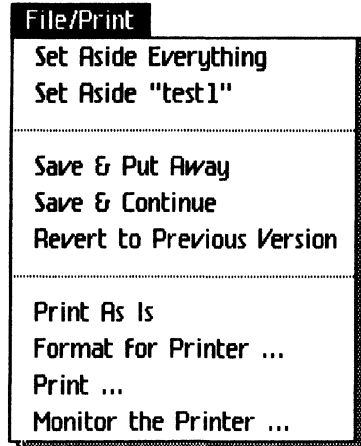 File/Print
Set Aside Everything
Set Aside "test1"
Save & Put Away
Save & Continue
Revert to Previous Version
Print As Is
Format for Printer ...
Print ...
Monitor the Printer ...